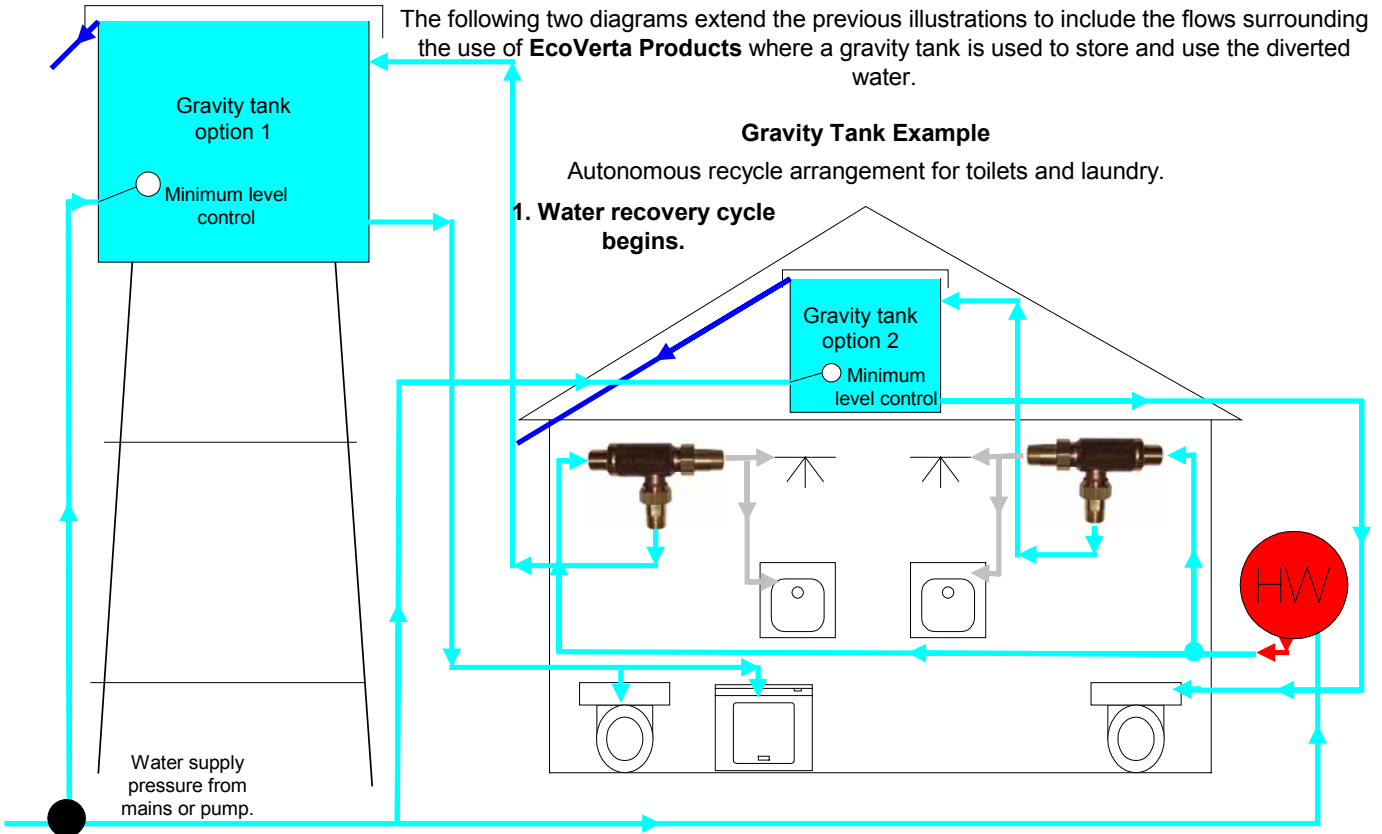 The following two diagrams extend the previous illustrations to include the flows surrounding
the use of EcoVerta Products where a gravity tank is used to store and use the diverted
water.
Gravity Tank Example
Autonomous recycle arrangement for toilets and laundry.
1. Water recovery cycle
begins.
Gravity tank
option 1
Minimum level
control
Gravity tank
option 2
Minimum
level control
HW
Water supply
pressure from
mains or pump.